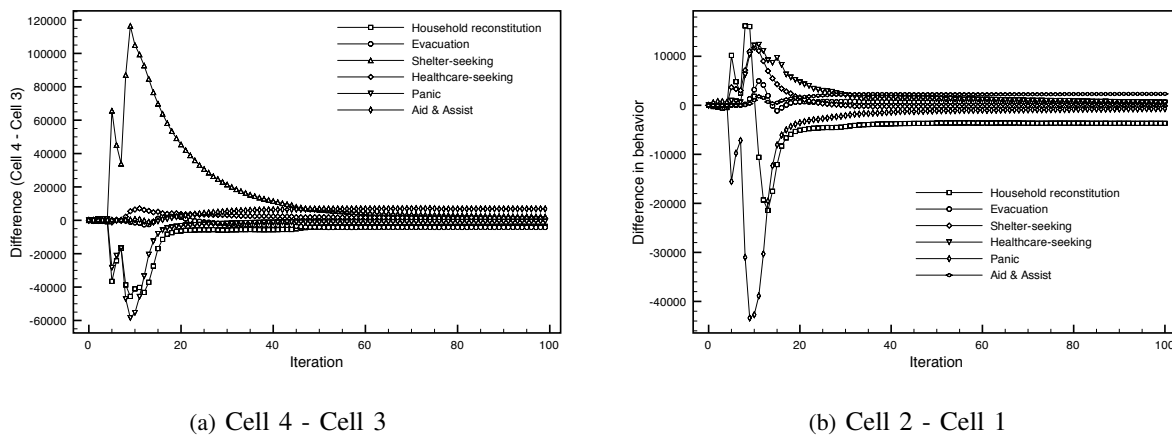 Difference (Cell 4 - Cell 3)
120000
100000
80000
60000
40000
20000
0
-20000
-40000
-60000
Household reconstitution
Evacuation
Shelter-seeking
Healthcare-seeking
Panic
Aid & Assist
0 20 40 60 80 100
Iteration
(a) Cell 4 - Cell 3
Difference in behavior
10000
0
-10000
-20000
-30000
-40000
Household reconstitution
Evacuation
Shelter-seeking
Healthcare-seeking
Panic
Aid & Assist
0 20 40 60 80 100
Iteration
(b) Cell 2 - Cell 1